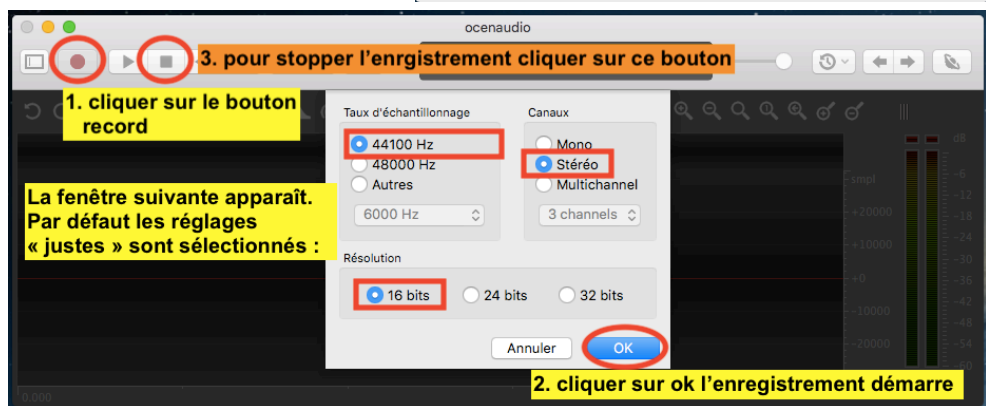 ocenaudio
3. pour stopper l'enrgistrement cliquer sur ce bouton
1. cliquer sur le bouton
record
Taux d'échantillonnage
Canaux
44100 Hz
Mono
48000 Hz
Stéréo
Autres
Multichannel
6000 Hz
3 channels
La fenêtre suivante apparaît.
Par défaut les réglages
« justes » sont sélectionnés :
Résolution
16 bits
24 bits
32 bits
Annuler
OK
2. cliquer sur ok l'enregistrement démarre
dB
smpl
+20000
+10000
+0
-10000
-20000
-6
-12
-18
-24
-30
-36
-42
-48
-54
-60
0.000